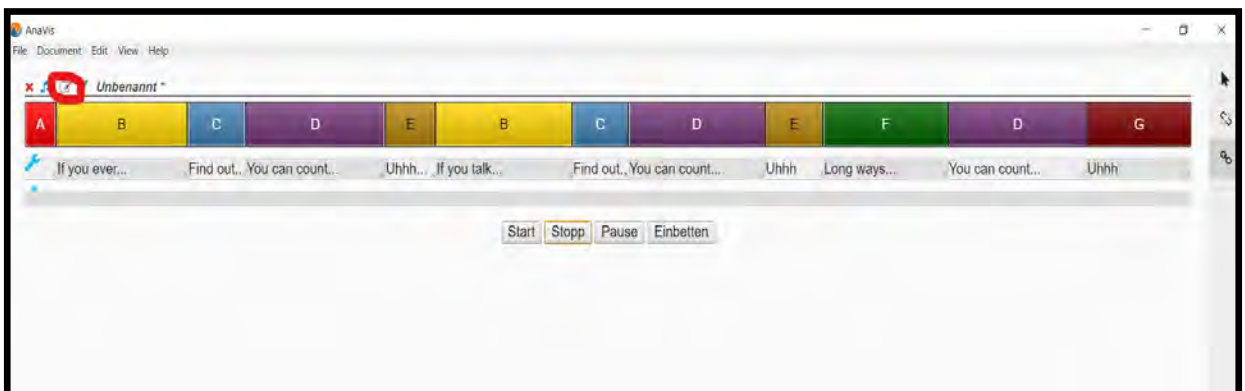 AnaVis
File Document Edit View Help
Unbenannt *
A B C D E B C D E F D G
If you ever... Find out.. You can count... Uhhh... If you talk... Find out.. You can count... Uhhh Long ways... You can count... Uhhh
Start Stopp Pause Einbetten